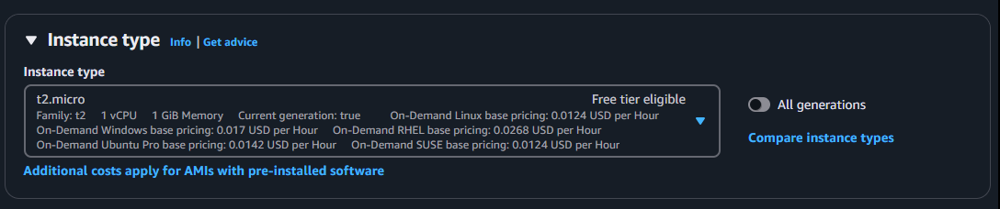 Instance type Info | Get advice
Instance type
t2.micro Free tier eligible
Family: t2 1 vCPU 1 GiB Memory Current generation: true On-Demand Linux base pricing: 0.0124 USD per Hour
On-Demand Windows base pricing: 0.017 USD per Hour On-Demand RHEL base pricing: 0.0268 USD per Hour
On-Demand Ubuntu Pro base pricing: 0.0142 USD per Hour On-Demand SUSE base pricing: 0.0124 USD per Hour
All generations
Compare instance types
Additional costs apply for AMIs with pre-installed software